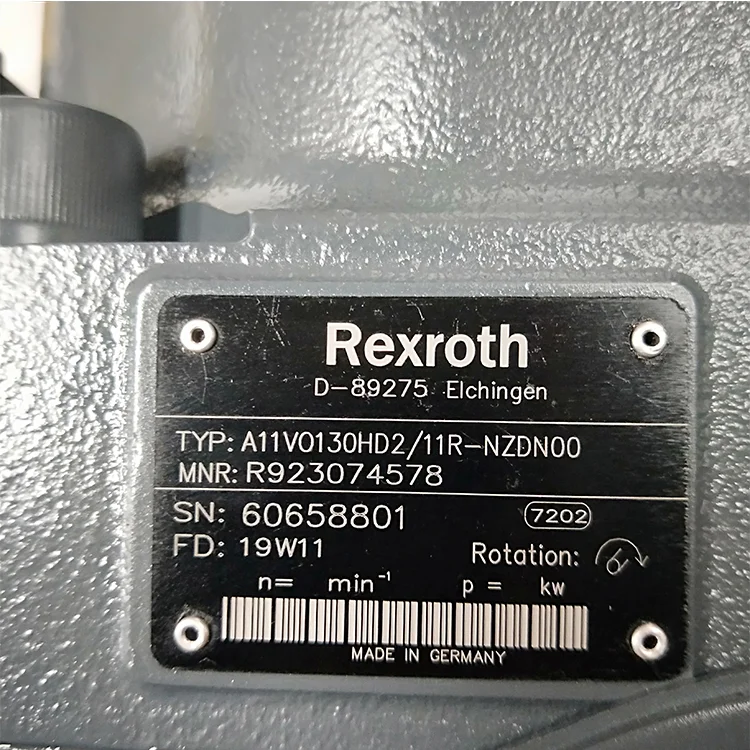 Rexroth
D-89275 Elchingen
TYP: A11VO130HD2/11R-NZDN00
MNR: R923074578
SN: 60658801 7202
FD: 19W11 Rotation:
n= min⁻¹ p = kw
MADE IN GERMANY